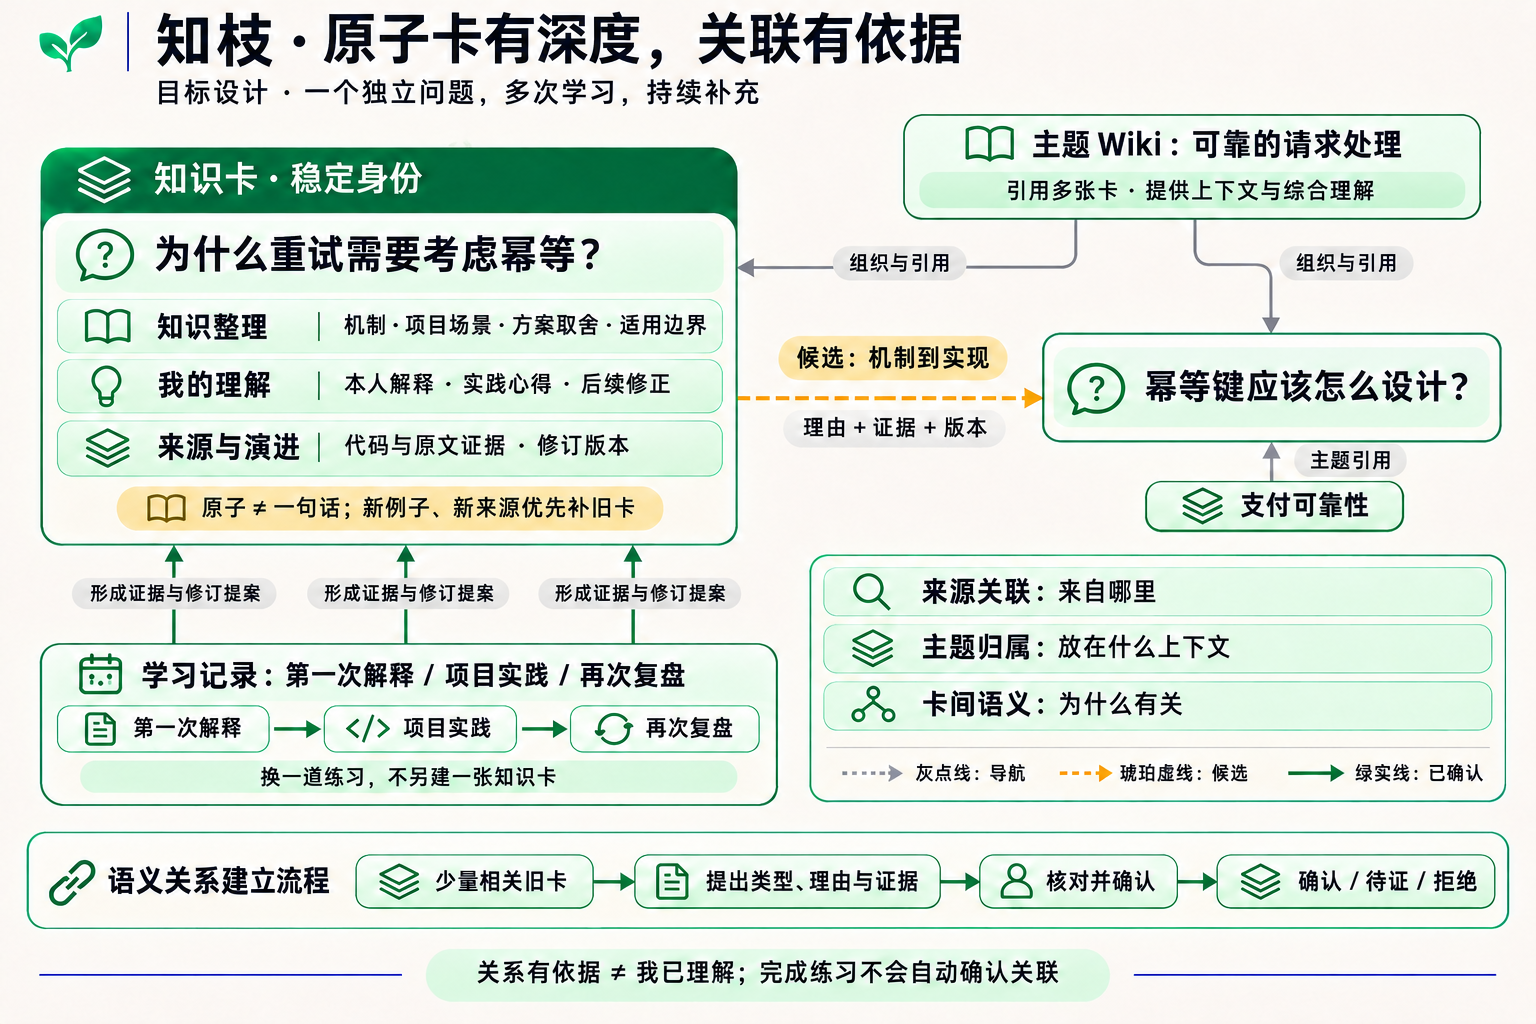 知枝 · 原子卡有深度，关联有依据
目标设计 · 一个独立问题，多次学习，持续补充
知识卡 · 稳定身份
为什么重试需要考虑幂等？
知识整理 | 机制 · 项目场景 · 方案取舍 · 适用边界
我的理解 | 本人解释 · 实践心得 · 后续修正
来源与演进 | 代码与原文证据 · 修订版本
原子 ≠ 一句话；新例子、新来源优先补旧卡
主题 Wiki：可靠的请求处理
引用多张卡 · 提供上下文与综合理解
组织与引用
组织与引用
候选：机制到实现
理由 + 证据 + 版本
幂等键应该怎么设计？
主题引用
支付可靠性
形成证据与修订提案
形成证据与修订提案
形成证据与修订提案
学习记录：第一次解释 / 项目实践 / 再次复盘
第一次解释
项目实践
再次复盘
换一道练习，不另建一张知识卡
来源关联：来自哪里
主题归属：放在什么上下文
卡间语义：为什么有关
灰点线：导航
琥珀虚线：候选
绿实线：已确认
语义关系建立流程
少量相关旧卡
提出类型、理由与证据
核对并确认
确认 / 待证 / 拒绝
关系有依据 ≠ 我已理解；完成练习不会自动确认关联